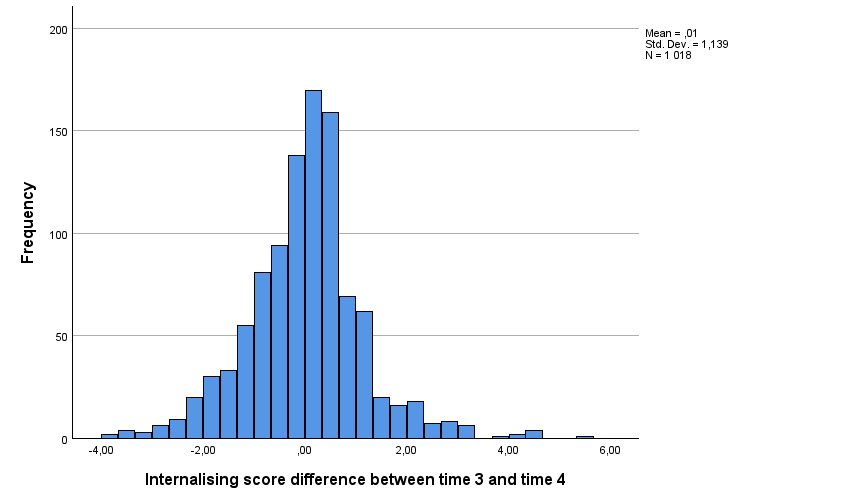 Mean = ,01
Std. Dev. = 1,139
N = 1 018
200
150
100
50
0
Frequency
-4,00 -2,00 ,00 2,00 4,00 6,00
Internalising score difference between time 3 and time 4